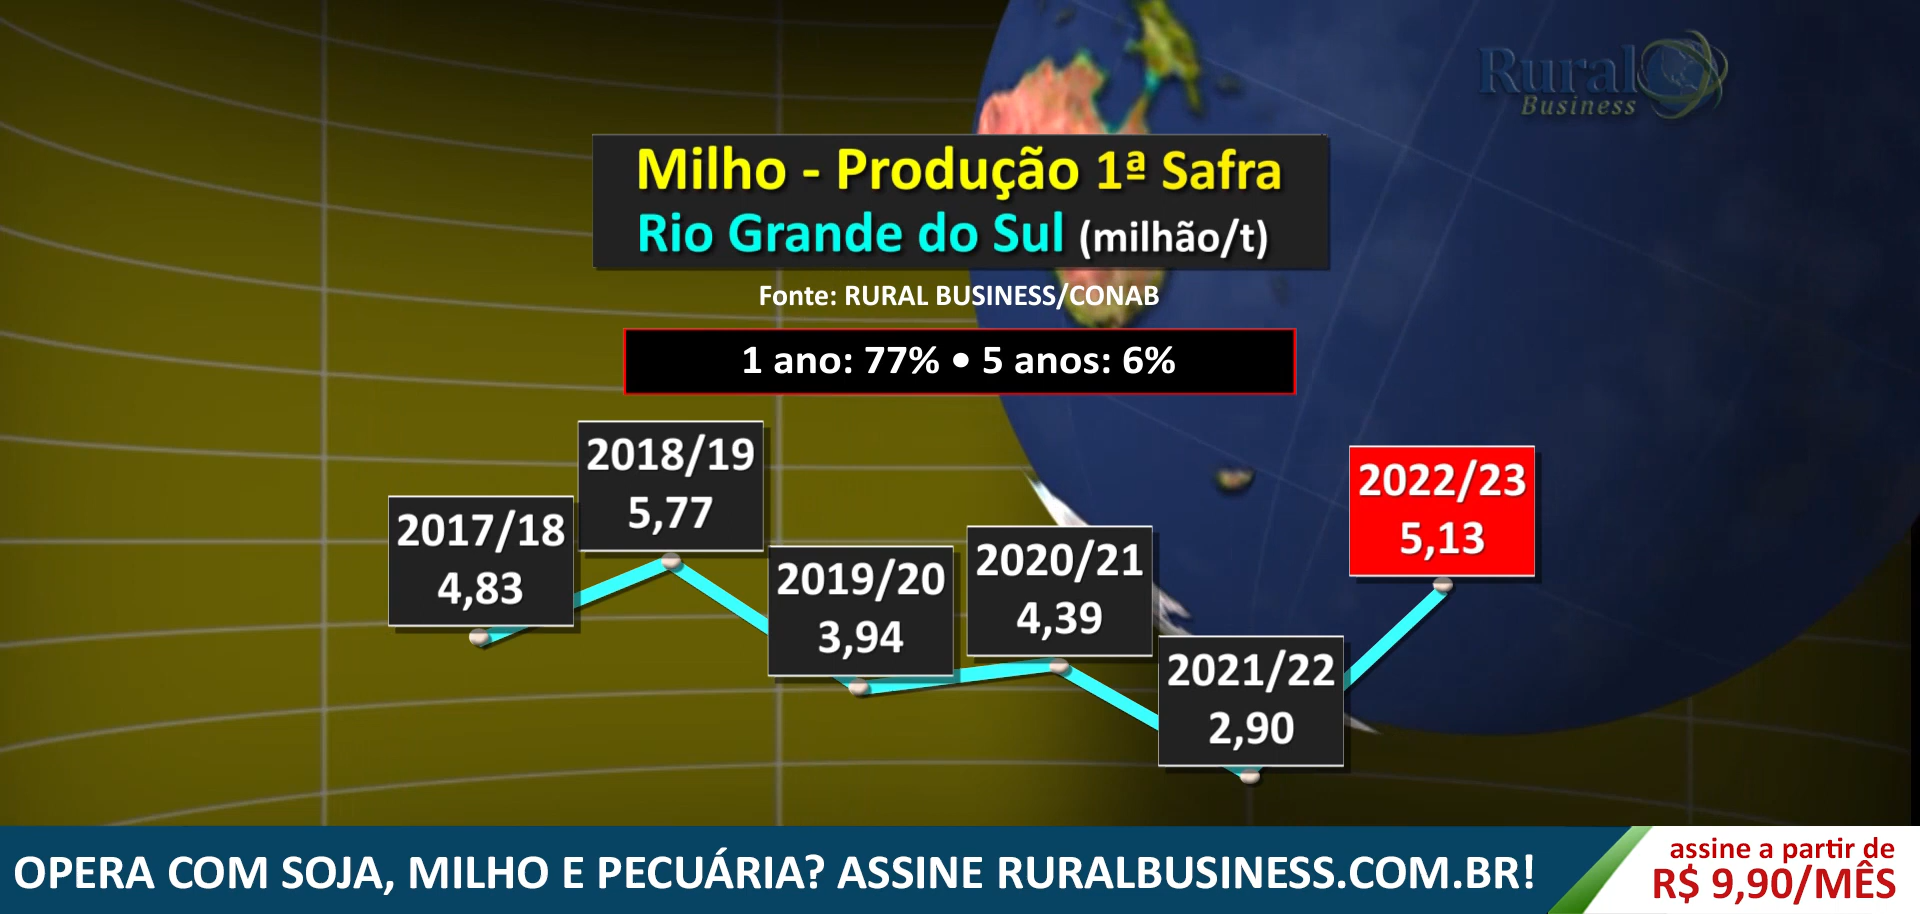 Rural
Business
Milho - Produção 1ª Safra
Rio Grande do Sul (milhão/t)
Fonte: RURAL BUSINESS/CONAB
1 ano: 77% • 5 anos: 6%
2017/18
4,83
2018/19
5,77
2019/20
3,94
2020/21
4,39
2021/22
2,90
2022/23
5,13
OPERA COM SOJA, MILHO E PECUÁRIA? ASSINE RURALBUSINESS.COM.BR!
assine a partir de
R$ 9,90/MÊS